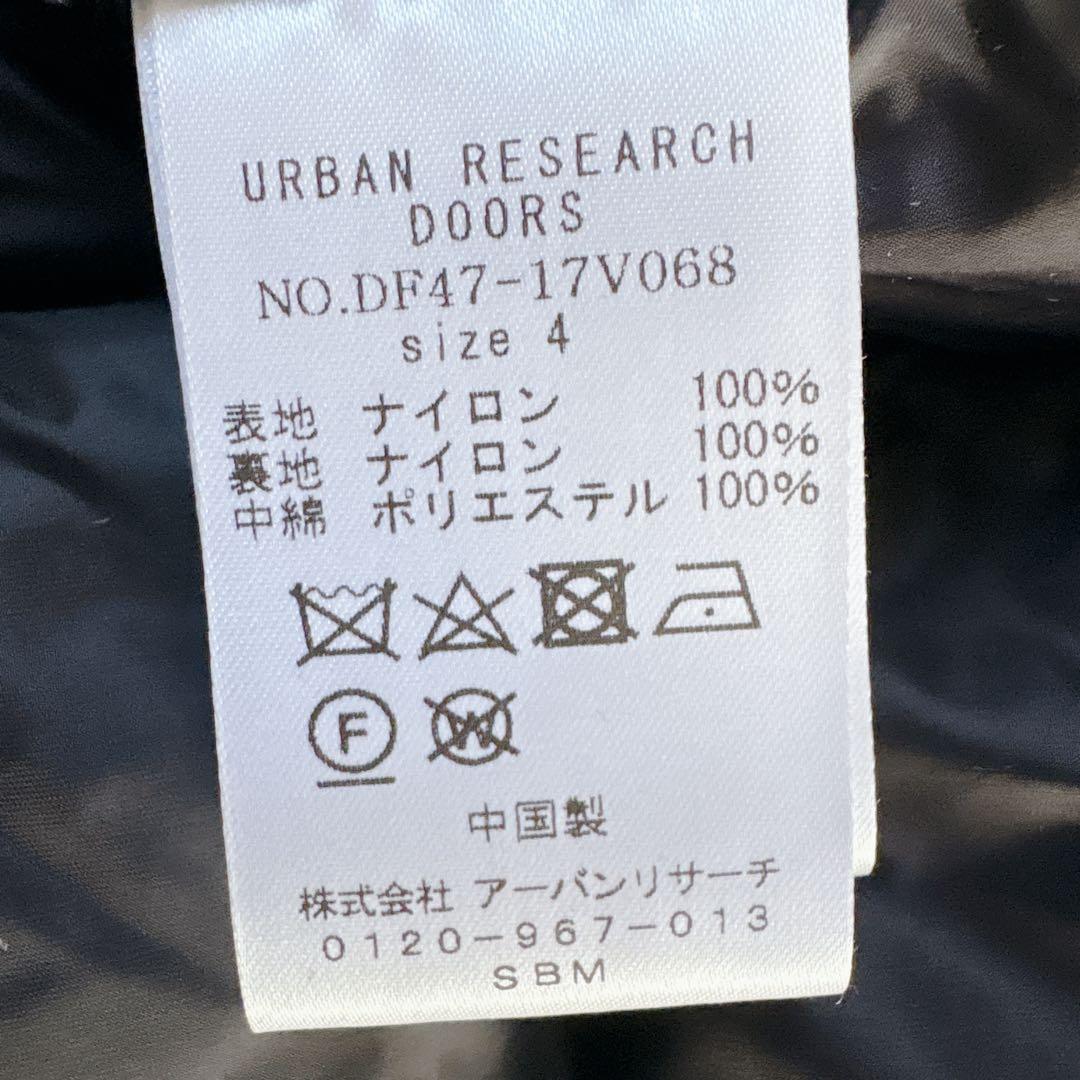 URBAN RESEARCH
DOORS
NO.DF47-17V068
size 4
表地 ナイロン 100%
裏地 ナイロン 100%
中綿 ポリエステル 100%
F W
中国製
株式会社 アーバンリサーチ
0120-967-013
SBM